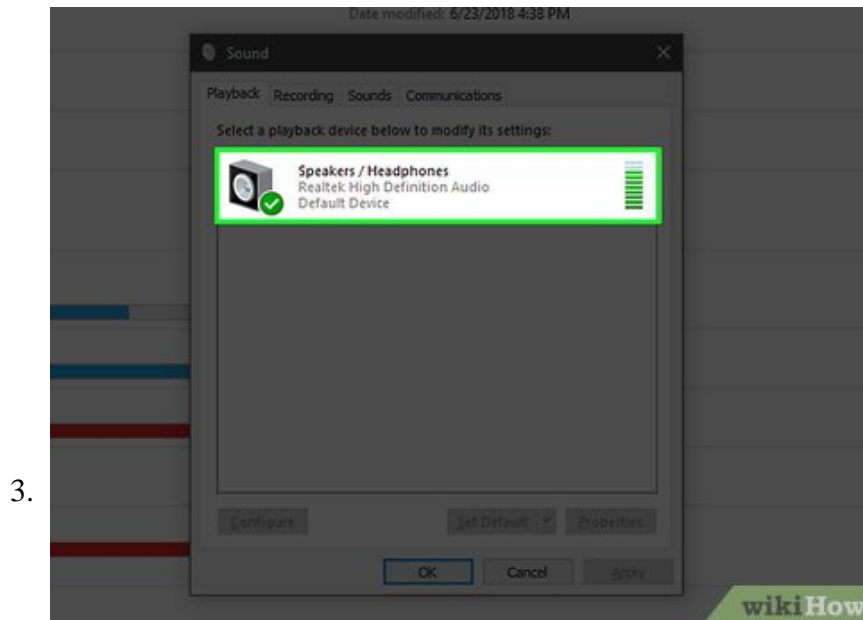 Date modified: 6/23/2018 4:38 PM
Sound
Playback Recording Sounds Communications
Select a playback device below to modify its settings:
Speakers / Headphones
Realtek High Definition Audio
Default Device
3.
Configure Set Default Properties
OK Cancel Apply
wikiHow